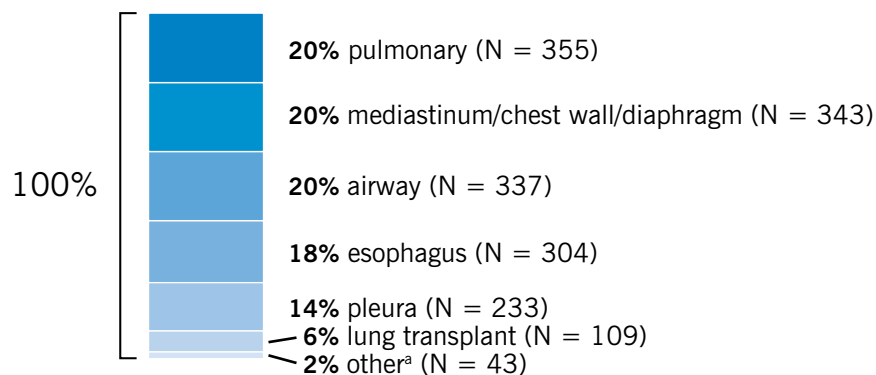 20% pulmonary (N = 355)
20% mediastinum/chest wall/diaphragm (N = 343)
100%
20% airway (N = 337)
18% esophagus (N = 304)
14% pleura (N = 233)
6% lung transplant (N = 109)
2% otherᵃ (N = 43)